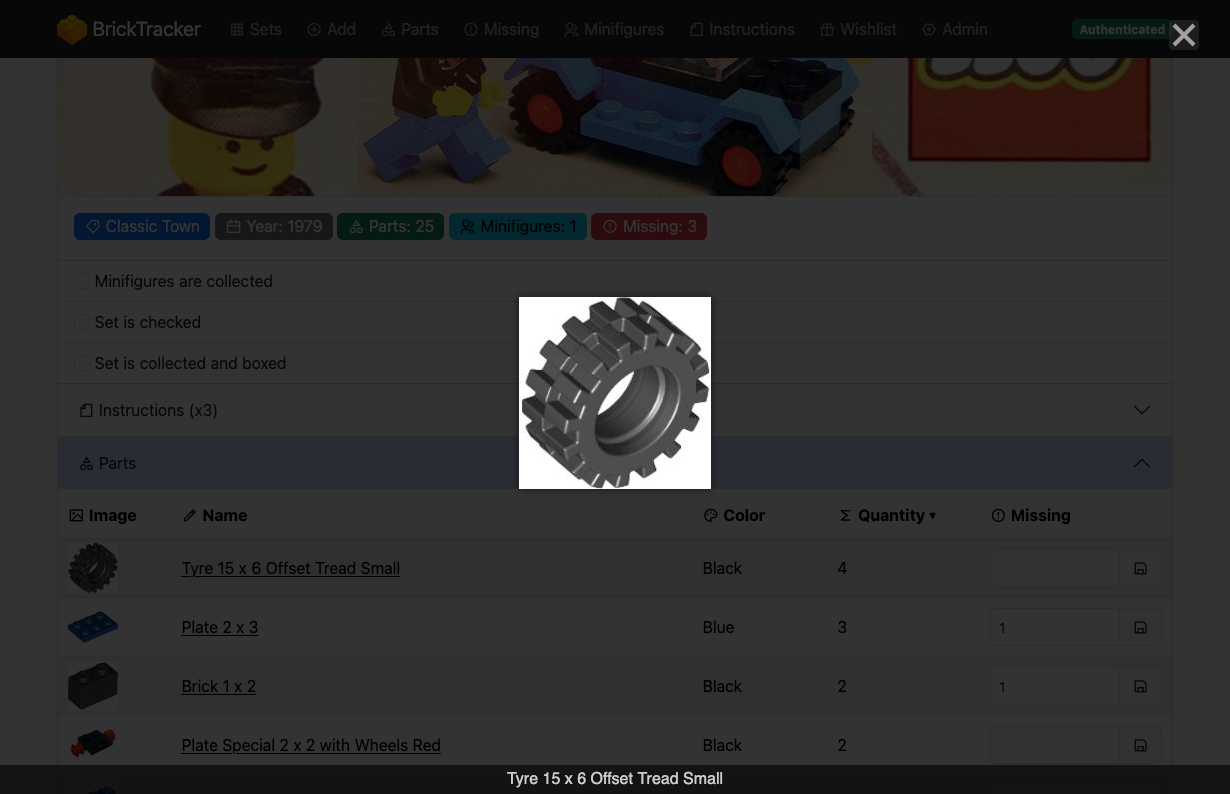 BrickTracker Sets Add Parts Missing Minifigures Instructions Wishlist Admin Authenticated
Classic Town Year: 1979 Parts: 25 Minifigures: 1 Missing: 3
Minifigures are collected
Set is checked
Set is collected and boxed
Instructions (x3)
Parts
Image Name Color Quantity Missing
Tyre 15 x 6 Offset Tread Small Black 4
Plate 2 x 3 Blue 3 1
Brick 1 x 2 Black 2 1
Plate Special 2 x 2 with Wheels Red Black 2
Tyre 15 x 6 Offset Tread Small